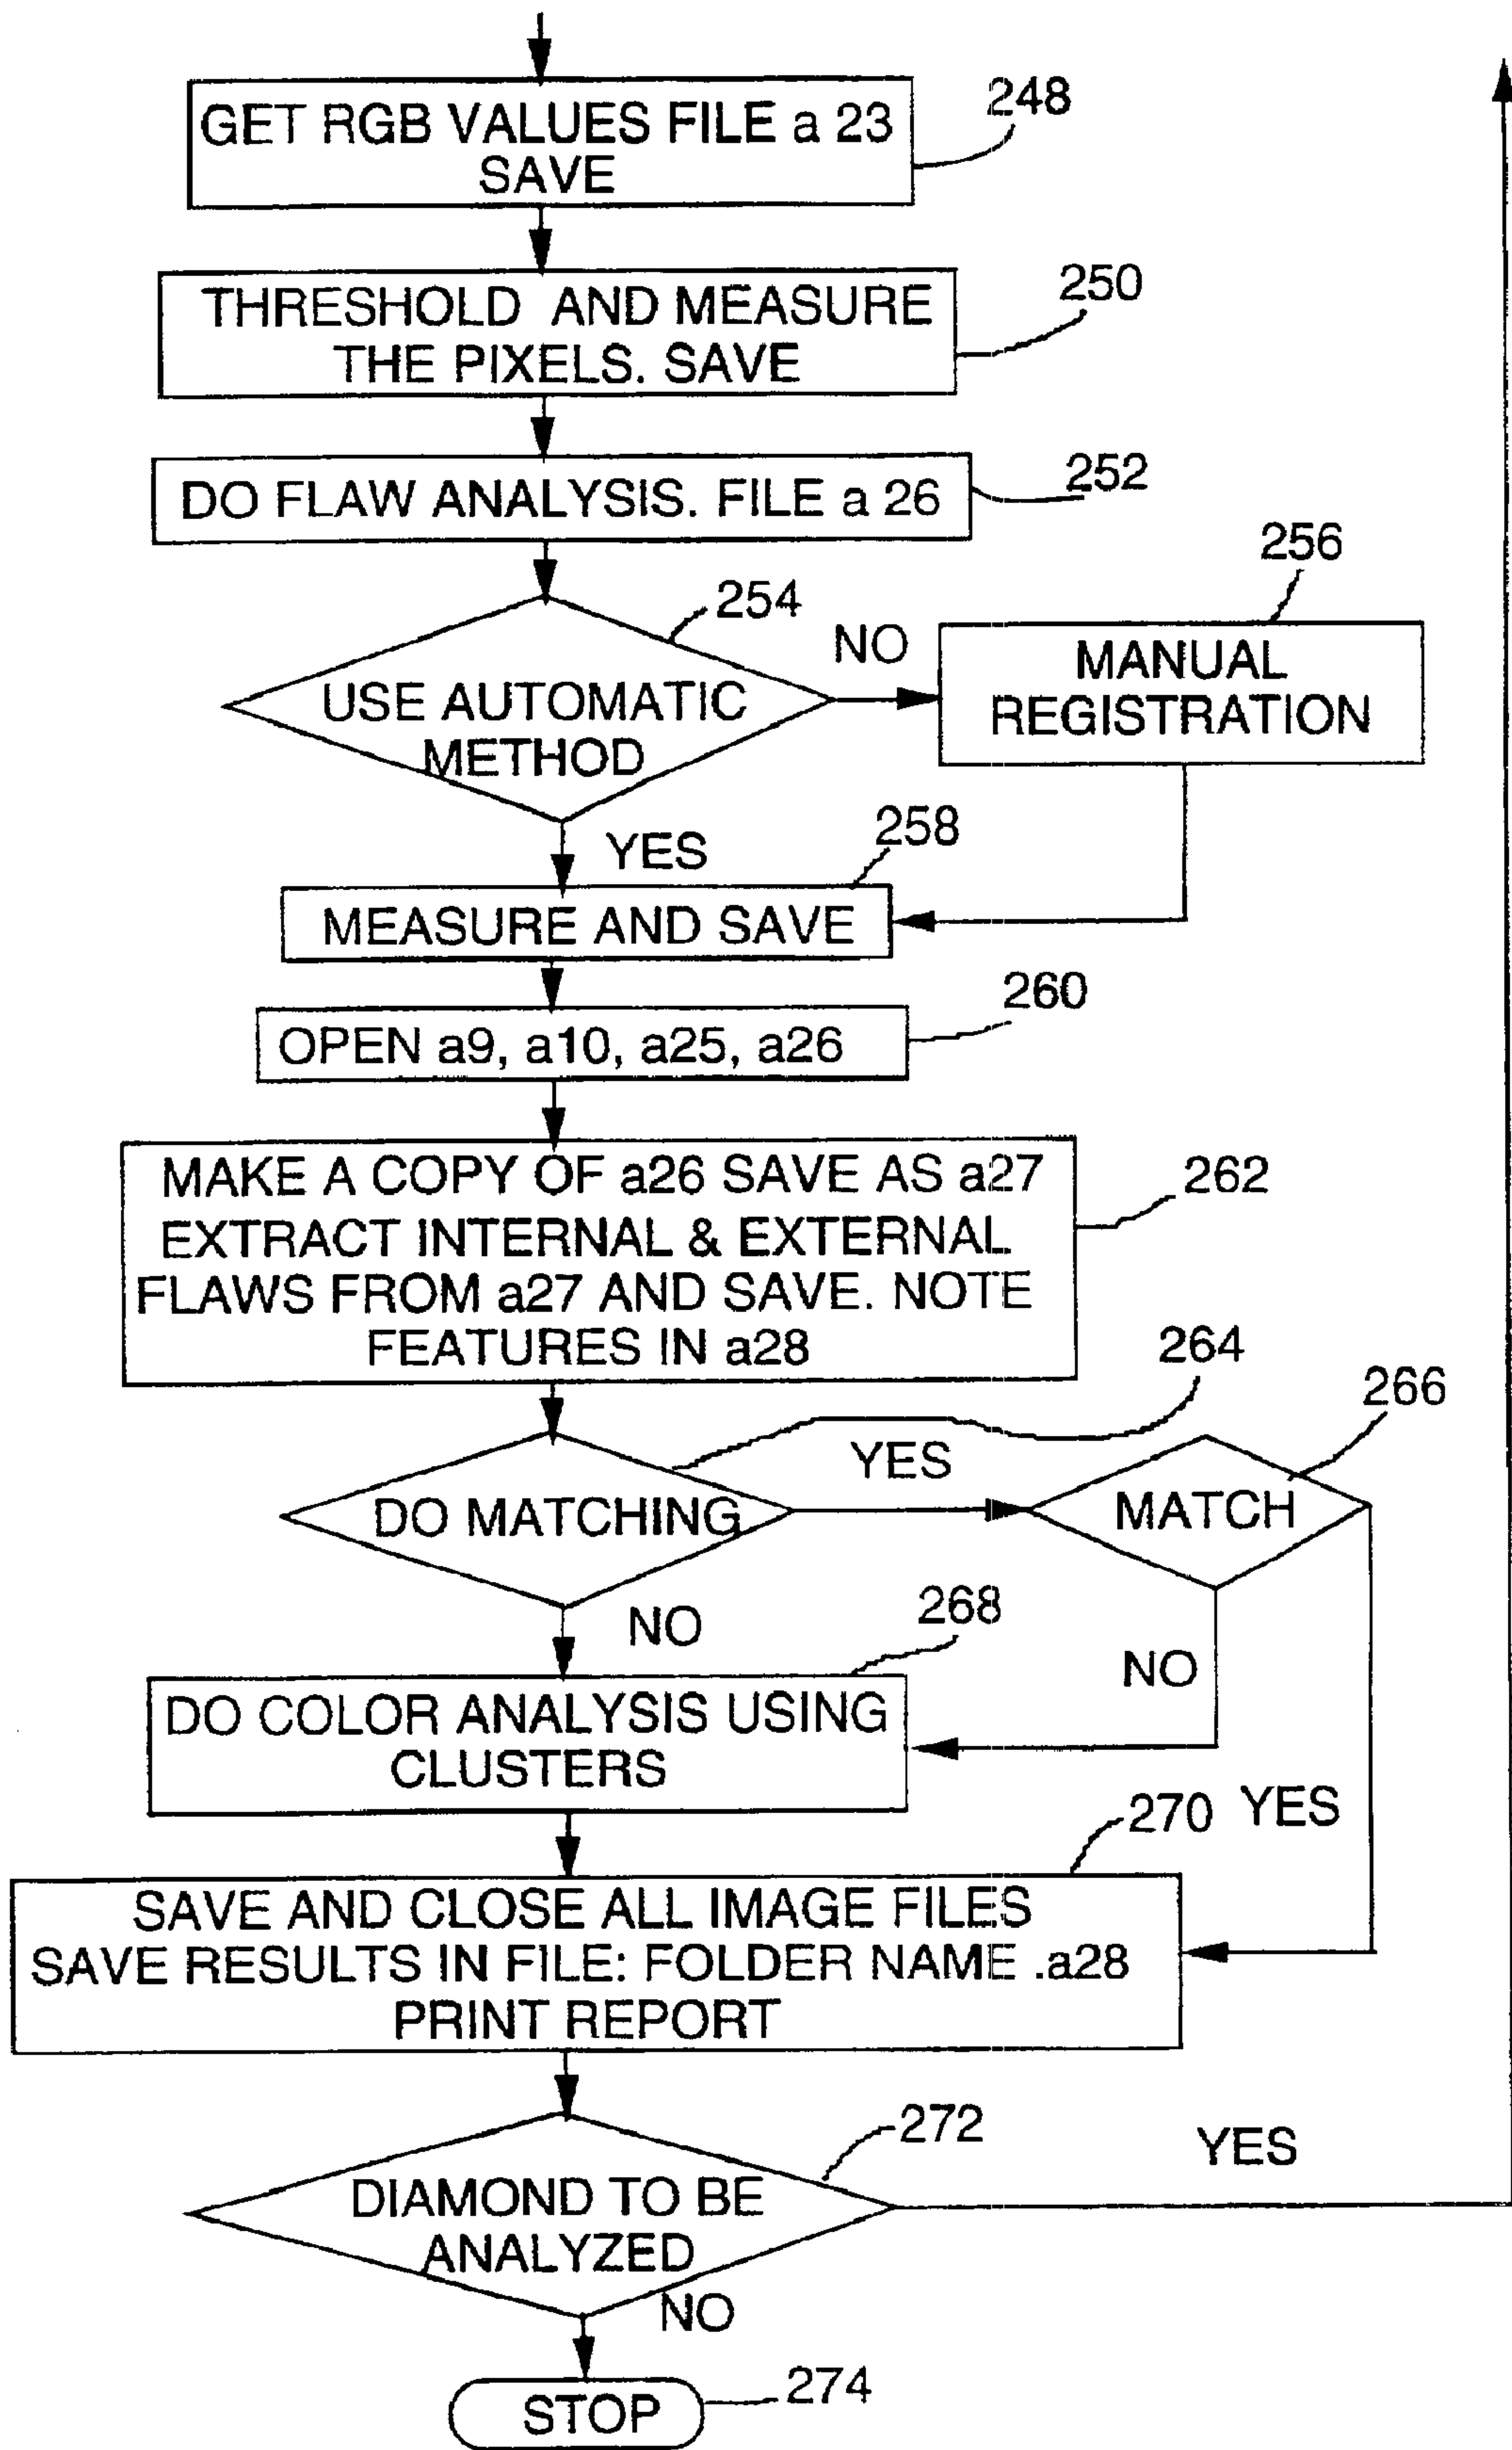 GET RGB VALUES FILE a 23
SAVE
248
THRESHOLD AND MEASURE
THE PIXELS. SAVE
250
DO FLAW ANALYSIS. FILE a 26
252
254
USE AUTOMATIC
METHOD
NO
256
MANUAL
REGISTRATION
YES
258
MEASURE AND SAVE
260
OPEN a9, a10, a25, a26
MAKE A COPY OF a26 SAVE AS a27
EXTRACT INTERNAL & EXTERNAL
FLAWS FROM a27 AND SAVE. NOTE
FEATURES IN a28
262
264
DO MATCHING
YES
266
MATCH
NO
NO
268
DO COLOR ANALYSIS USING
CLUSTERS
YES
270
SAVE AND CLOSE ALL IMAGE FILES
SAVE RESULTS IN FILE: FOLDER NAME .a28
PRINT REPORT
272
DIAMOND TO BE
ANALYZED
YES
NO
STOP
274